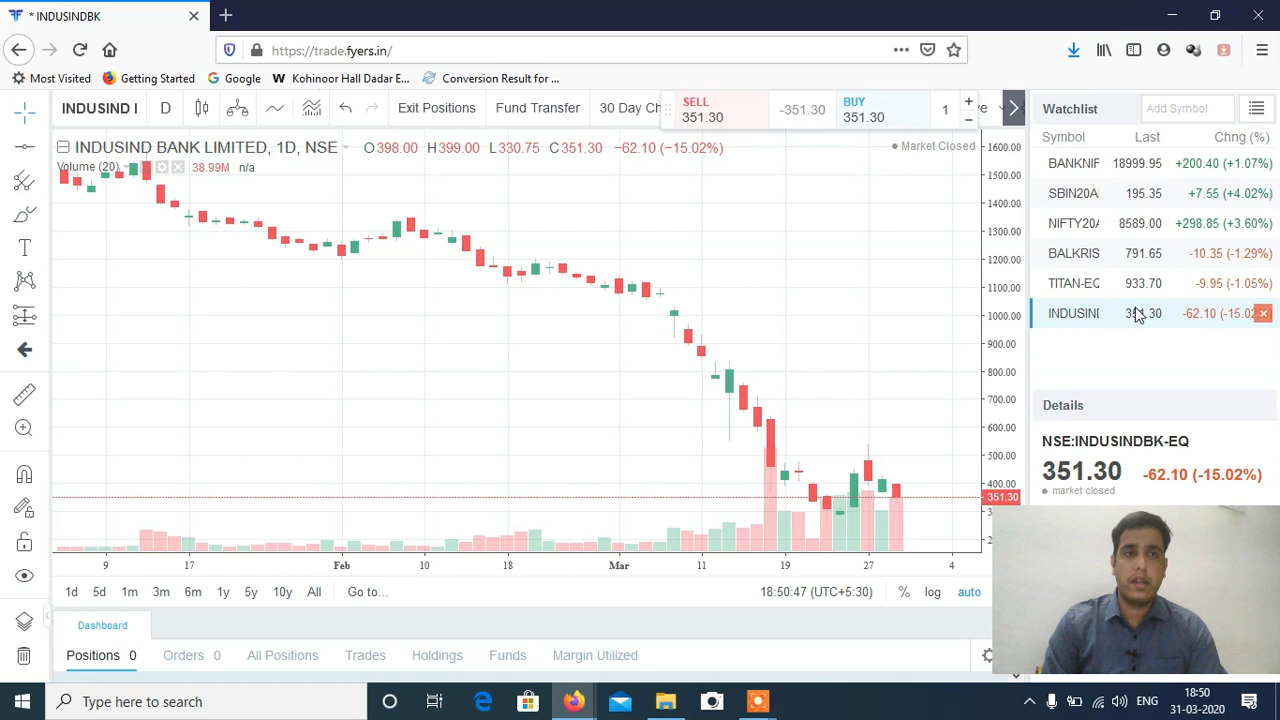 * INDUSINDBK
https://trade.fyers.in/
Most Visited
Getting Started
Google
Kohinoor Hall Dadar E...
Conversion Result for ...
INDUSIND I
D
Exit Positions
Fund Transfer
30 Day Ch
SELL
351.30
-351.30
BUY
351.30
1
INDUSIND BANK LIMITED, 1D, NSE
O398.00 H399.00 L330.75 C351.30 -62.10 (-15.02%)
Market Closed
Volume (20)
38.99M n/a
1600.00
1500.00
1400.00
1300.00
1200.00
1100.00
1000.00
900.00
800.00
700.00
600.00
500.00
400.00
351.30
9 17 Feb 10 18 Mar 11 19 27 4
1d 5d 1m 3m 6m 1y 5y 10y All Go to...
18:50:47 (UTC+5:30) % log auto
Dashboard
Positions 0 Orders 0 All Positions Trades Holdings Funds Margin Utilized
Watchlist
Add Symbol
Symbol Last Chng (%)
BANKNIF 18999.95 +200.40 (+1.07%)
SBIN20A 195.35 +7.55 (+4.02%)
NIFTY20A 8589.00 +298.85 (+3.60%)
BALKRIS 791.65 -10.35 (-1.29%)
TITAN-EQ 933.70 -9.95 (-1.05%)
INDUSIND -62.10
Details
NSE:INDUSINDBK-EQ
351.30 -62.10 (-15.02%)
market closed
Type here to search
ENG
18:50
31-03-2020